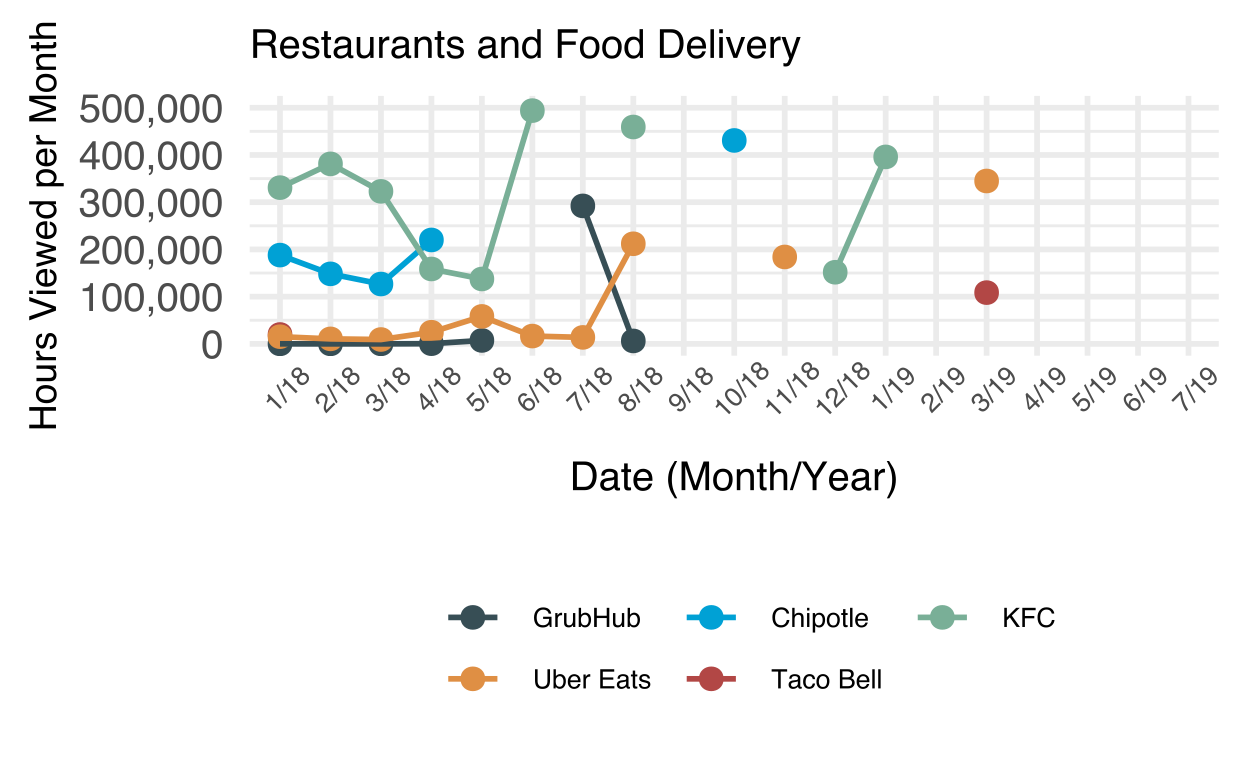 Restaurants and Food Delivery
Hours Viewed per Month
500,000
400,000
300,000
200,000
100,000
0
1/18 2/18 3/18 4/18 5/18 6/18 7/18 8/18 9/18 10/18 11/18 12/18 1/19 2/19 3/19 4/19 5/19 6/19 7/19
Date (Month/Year)
GrubHub Chipotle KFC
Uber Eats Taco Bell